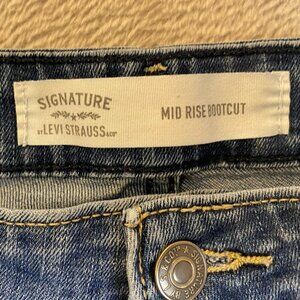 SIGNATURE
BY LEVI STRAUSS & CO.
MID RISE BOOTCUT